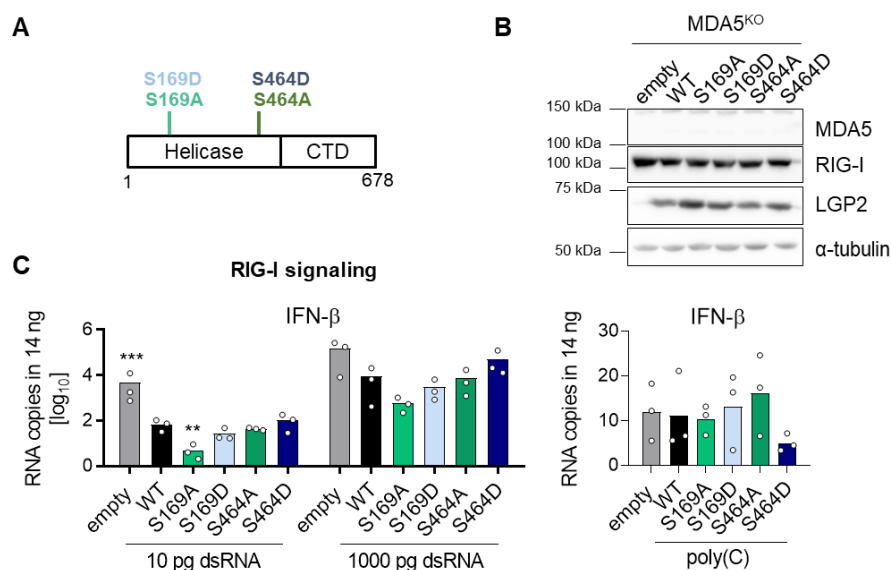 A
S169D S464D
S169A S464A
Helicase CTD
1 678
B
MDA5KO
empty WT S169A S169D S464A S464D
150 kDa
MDA5
100 kDa
100 kDa RIG-I
75 kDa
LGP2
50 kDa α-tubulin
C
RIG-I signaling
IFN-β
RNA copies in 14 ng
[log10]
6
4
2
0
***
**
empty WT S169A S169D S464A S464D empty WT S169A S169D S464A S464D
10 pg dsRNA 1000 pg dsRNA
IFN-β
RNA copies in 14 ng
30
20
10
0
empty WT S169A S169D S464A S464D
poly(C)